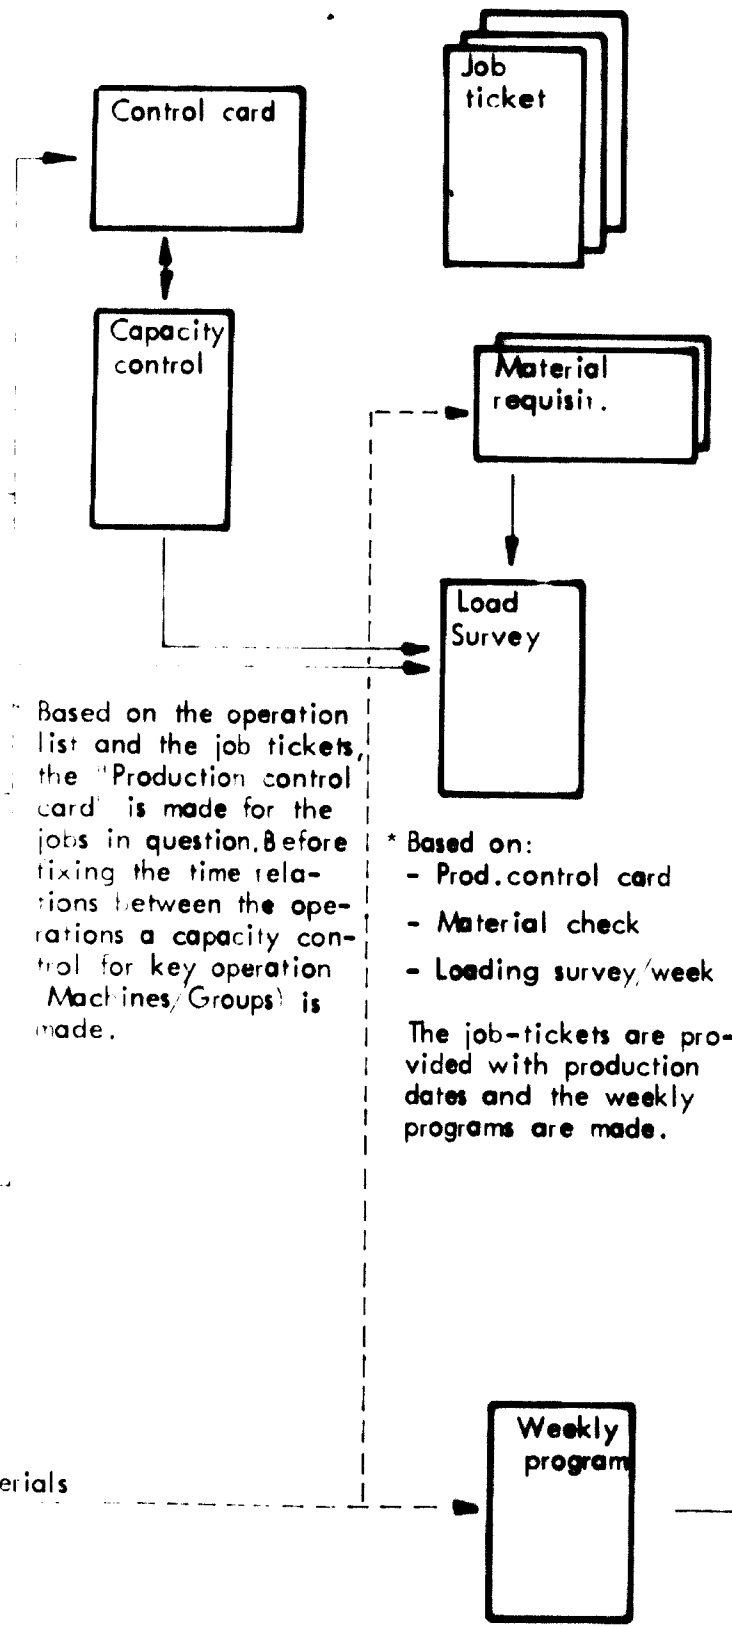 Job
ticket
Control card
Capacity
control
Material
requisit.
Load
Survey
Based on the operation
list and the job tickets,
the "Production control
card" is made for the
jobs in question. Before
fixing the time rela-
tions between the ope-
rations a capacity con-
trol for key operation
Machines/Groups) is
made.
* Based on:
- Prod. control card
- Material check
- Loading survey/week
The job-tickets are pro-
vided with production
dates and the weekly
programs are made.
Weekly
program
erials